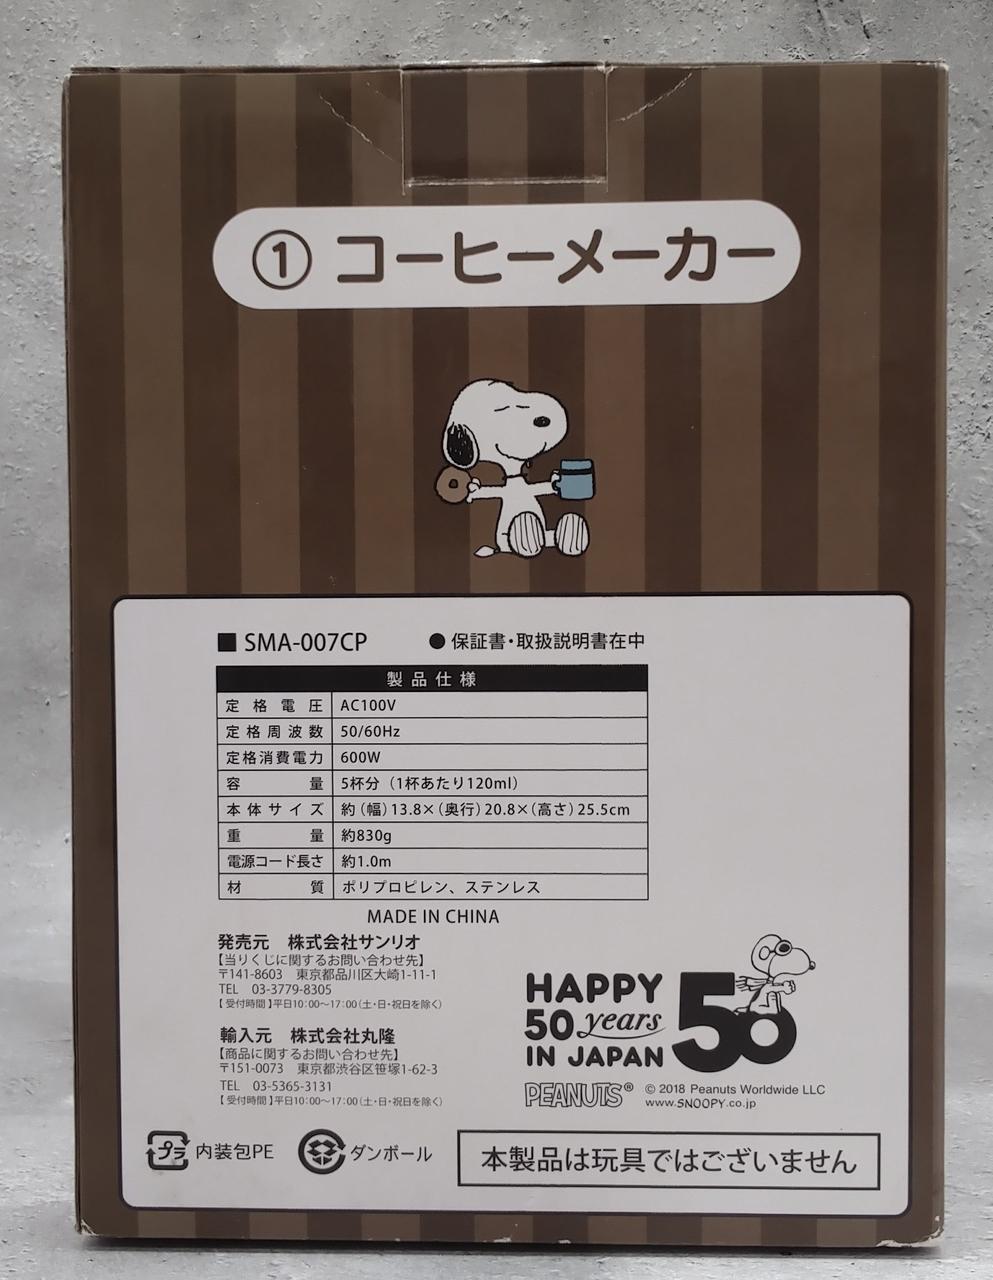 ① コーヒーメーカー
■ SMA-007CP ● 保証書・取扱説明書在中
製品仕様
定格電圧 AC100V
定格周波数 50/60Hz
定格消費電力 600W
容量 5杯分（1杯あたり120ml）
本体サイズ 約（幅）13.8×（奥行）20.8×（高さ）25.5cm
重量 約830g
電源コード長さ 約1.0m
材質 ポリプロピレン、ステンレス
MADE IN CHINA
発売元 株式会社サンリオ
【当りくじに関するお問い合わせ先】
〒141-8603 東京都品川区大崎1-11-1
TEL 03-3779-8305
【受付時間】平日10：00～17：00（土・日・祝日を除く）
輸入元 株式会社丸隆
【商品に関するお問い合わせ先】
〒151-0073 東京都渋谷区笹塚1-62-3
TEL 03-5365-3131
【受付時間】平日10：00～17：00（土・日・祝日を除く）
HAPPY
50 years
IN JAPAN
50
PEANUTS®
© 2018 Peanuts Worldwide LLC
www.SNOOPY.co.jp
プラ 内装包PE
ダンボール
本製品は玩具ではございません